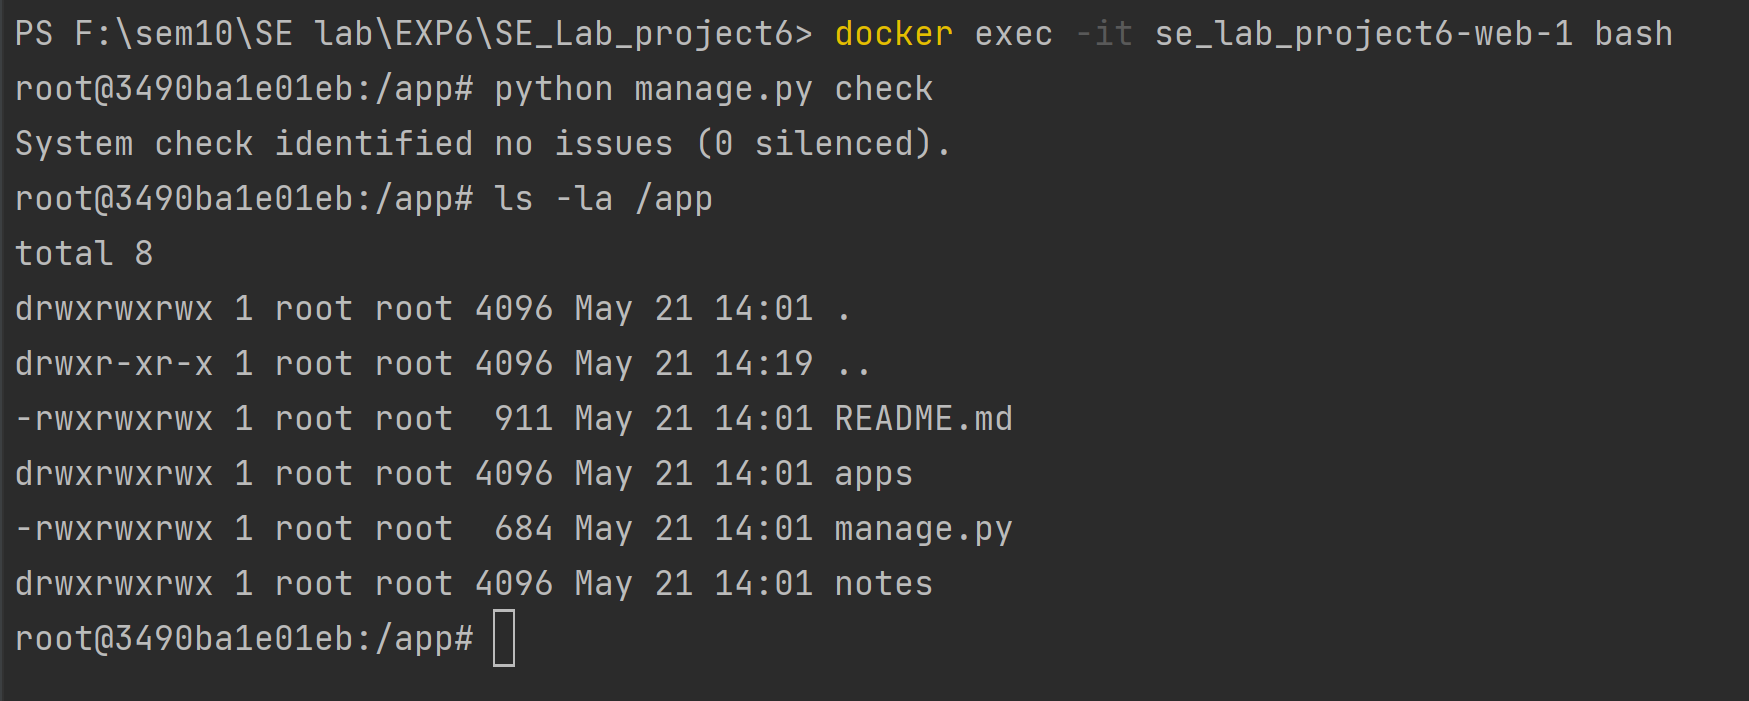 PS F:\sem10\SE lab\EXP6\SE_Lab_project6> docker exec -it se_lab_project6-web-1 bash
root@3490ba1e01eb:/app# python manage.py check
System check identified no issues (0 silenced).
root@3490ba1e01eb:/app# ls -la /app
total 8
drwxrwxrwx 1 root root 4096 May 21 14:01 .
drwxr-xr-x 1 root root 4096 May 21 14:19 ..
-rwxrwxrwx 1 root root  911 May 21 14:01 README.md
drwxrwxrwx 1 root root 4096 May 21 14:01 apps
-rwxrwxrwx 1 root root  684 May 21 14:01 manage.py
drwxrwxrwx 1 root root 4096 May 21 14:01 notes
root@3490ba1e01eb:/app#